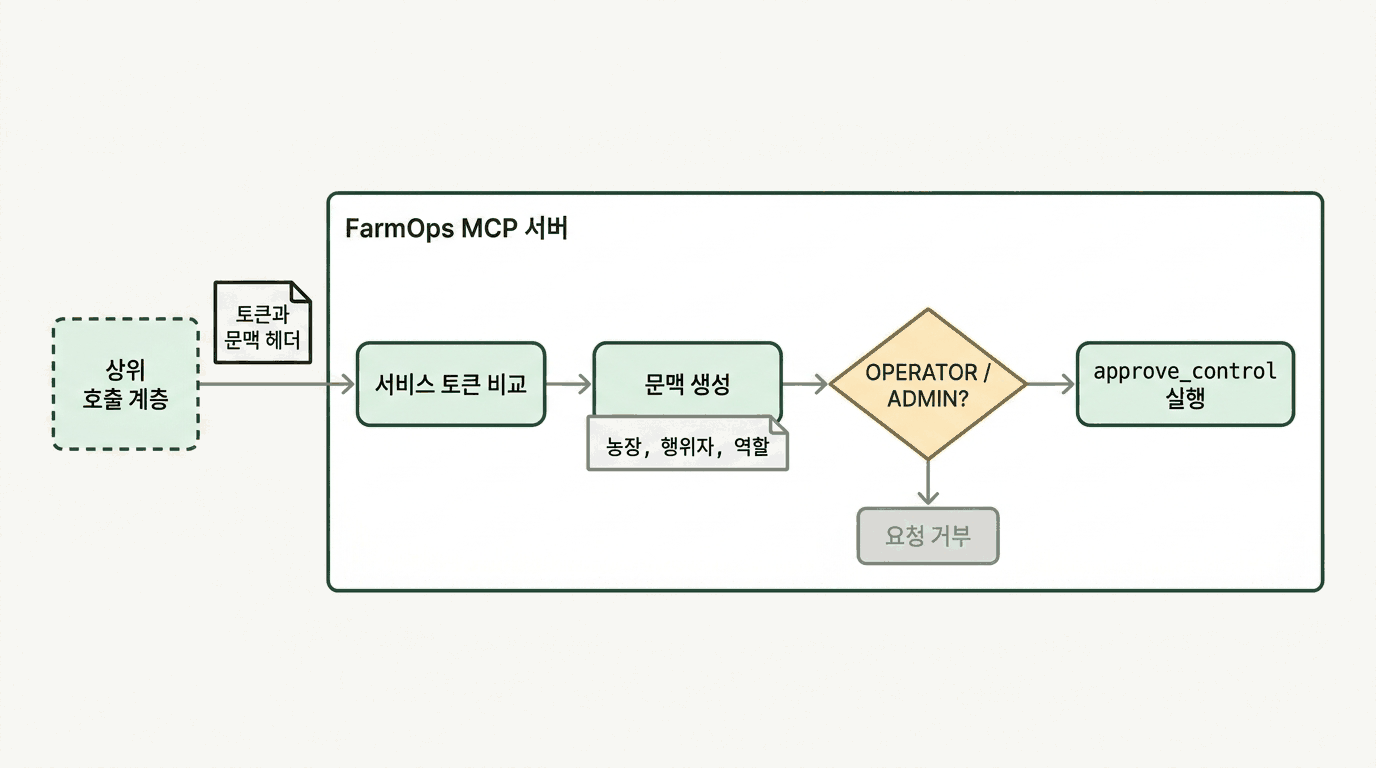 FarmOps MCP 서버
토큰과
문맥 헤더
상위
호출 계층
서비스 토큰 비교
문맥 생성
농장, 행위자, 역할
OPERATOR /
ADMIN?
approve_control
실행
요청 거부